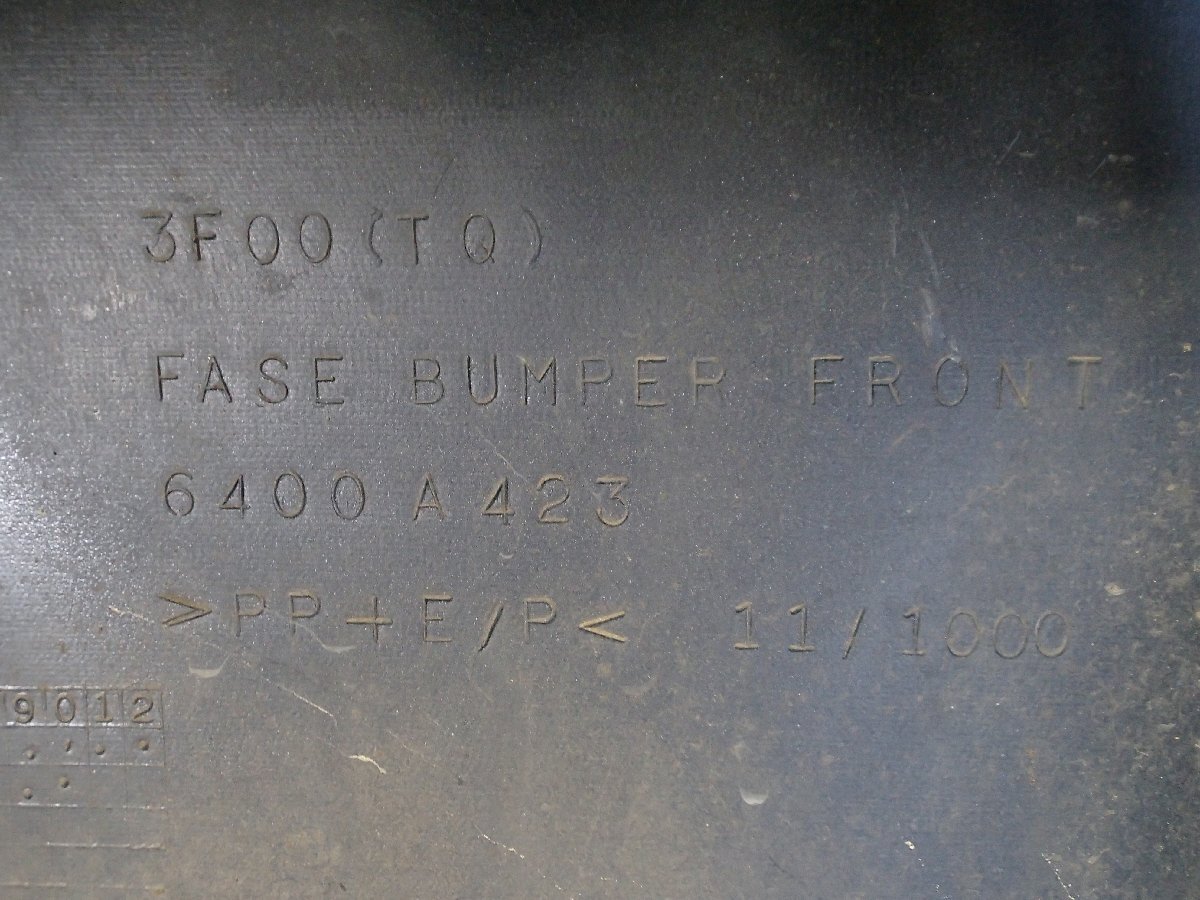 3F00(TQ)
FASE BUMPER FRONT
6400A423
>PP+E/P< 11/1000
9012